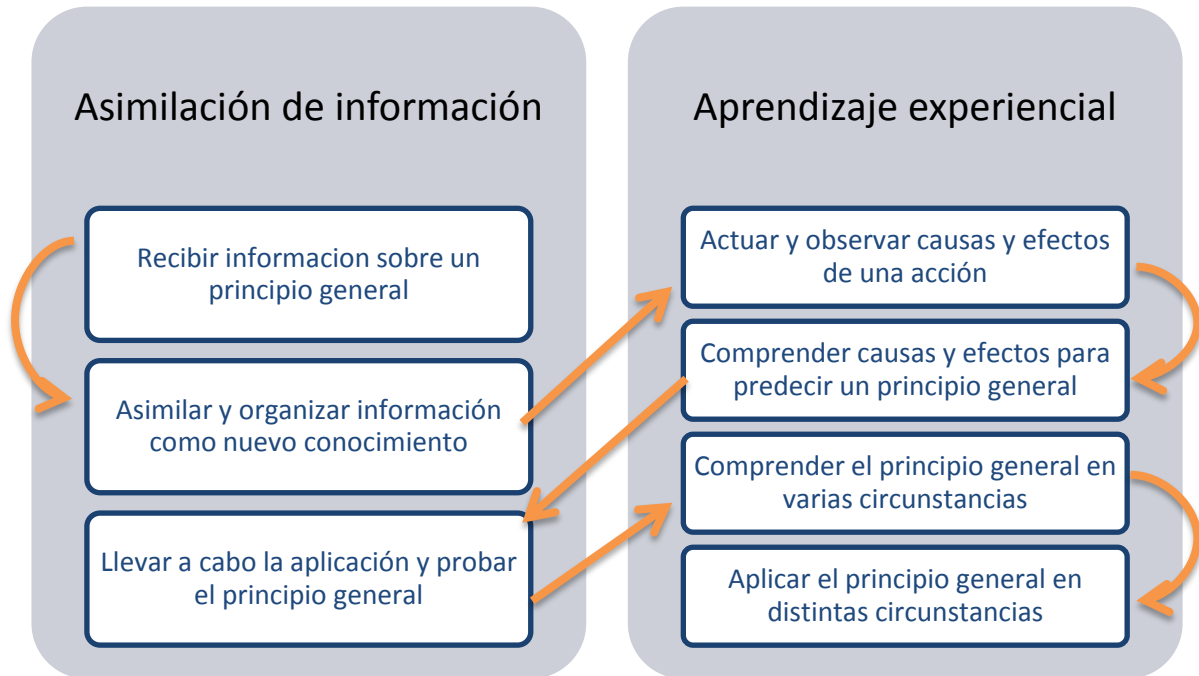 Asimilación de información
Recibir informacion sobre un
principio general
Asimilar y organizar información
como nuevo conocimiento
Llevar a cabo la aplicación y probar
el principio general
Aprendizaje experiencial
Actuar y observar causas y efectos
de una acción
Comprender causas y efectos para
predecir un principio general
Comprender el principio general en
varias circunstancias
Aplicar el principio general en
distintas circunstancias